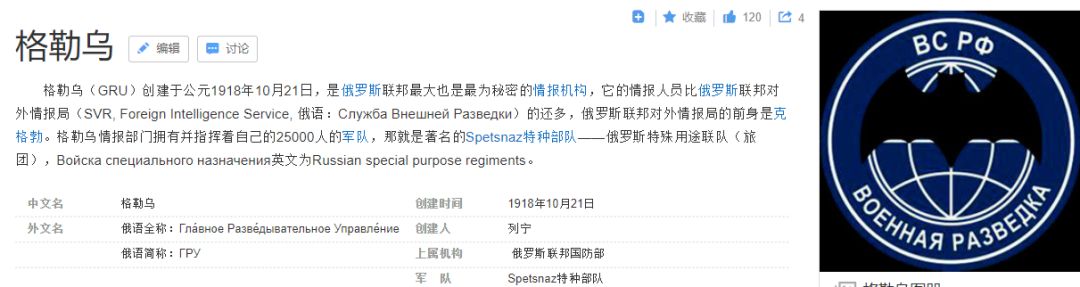 收藏 120 4
格勒乌 编辑 讨论
格勒乌（GRU）创建于公元1918年10月21日，是俄罗斯联邦最大也是最为秘密的情报机构，它的情报人员比俄罗斯联邦对
外情报局（SVR, Foreign Intelligence Service, 俄语：Служба Внешней Разведки）的还多，俄罗斯联邦对外情报局的前身是克
格勃。格勒乌情报部门拥有并指挥着自己的25000人的军队，那就是著名的Spetsnaz特种部队——俄罗斯特殊用途联队（旅
团），Войска специального назначения英文为Russian special purpose regiments。
中文名 格勒乌 创建时间 1918年10月21日
外文名 俄语全称：Гла́вное Разве́дывательное Управле́ние 创建人 列宁
俄语简称：ГРУ 上属机构 俄罗斯联邦国防部
军 队 Spetsnaz特种部队
ВС РФ
ВОЕННАЯ РАЗВЕДКА